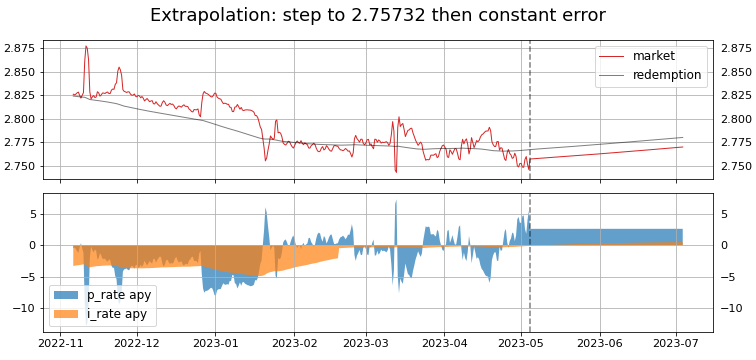 Extrapolation: step to 2.75732 then constant error
2.875 2.875
2.850 2.850
2.825 2.825
2.800 2.800
2.775 2.775
2.750 2.750
market
redemption
5 5
0 0
−5 −5
−10 −10
p_rate apy
i_rate apy
2022-11 2022-12 2023-01 2023-02 2023-03 2023-04 2023-05 2023-06 2023-07